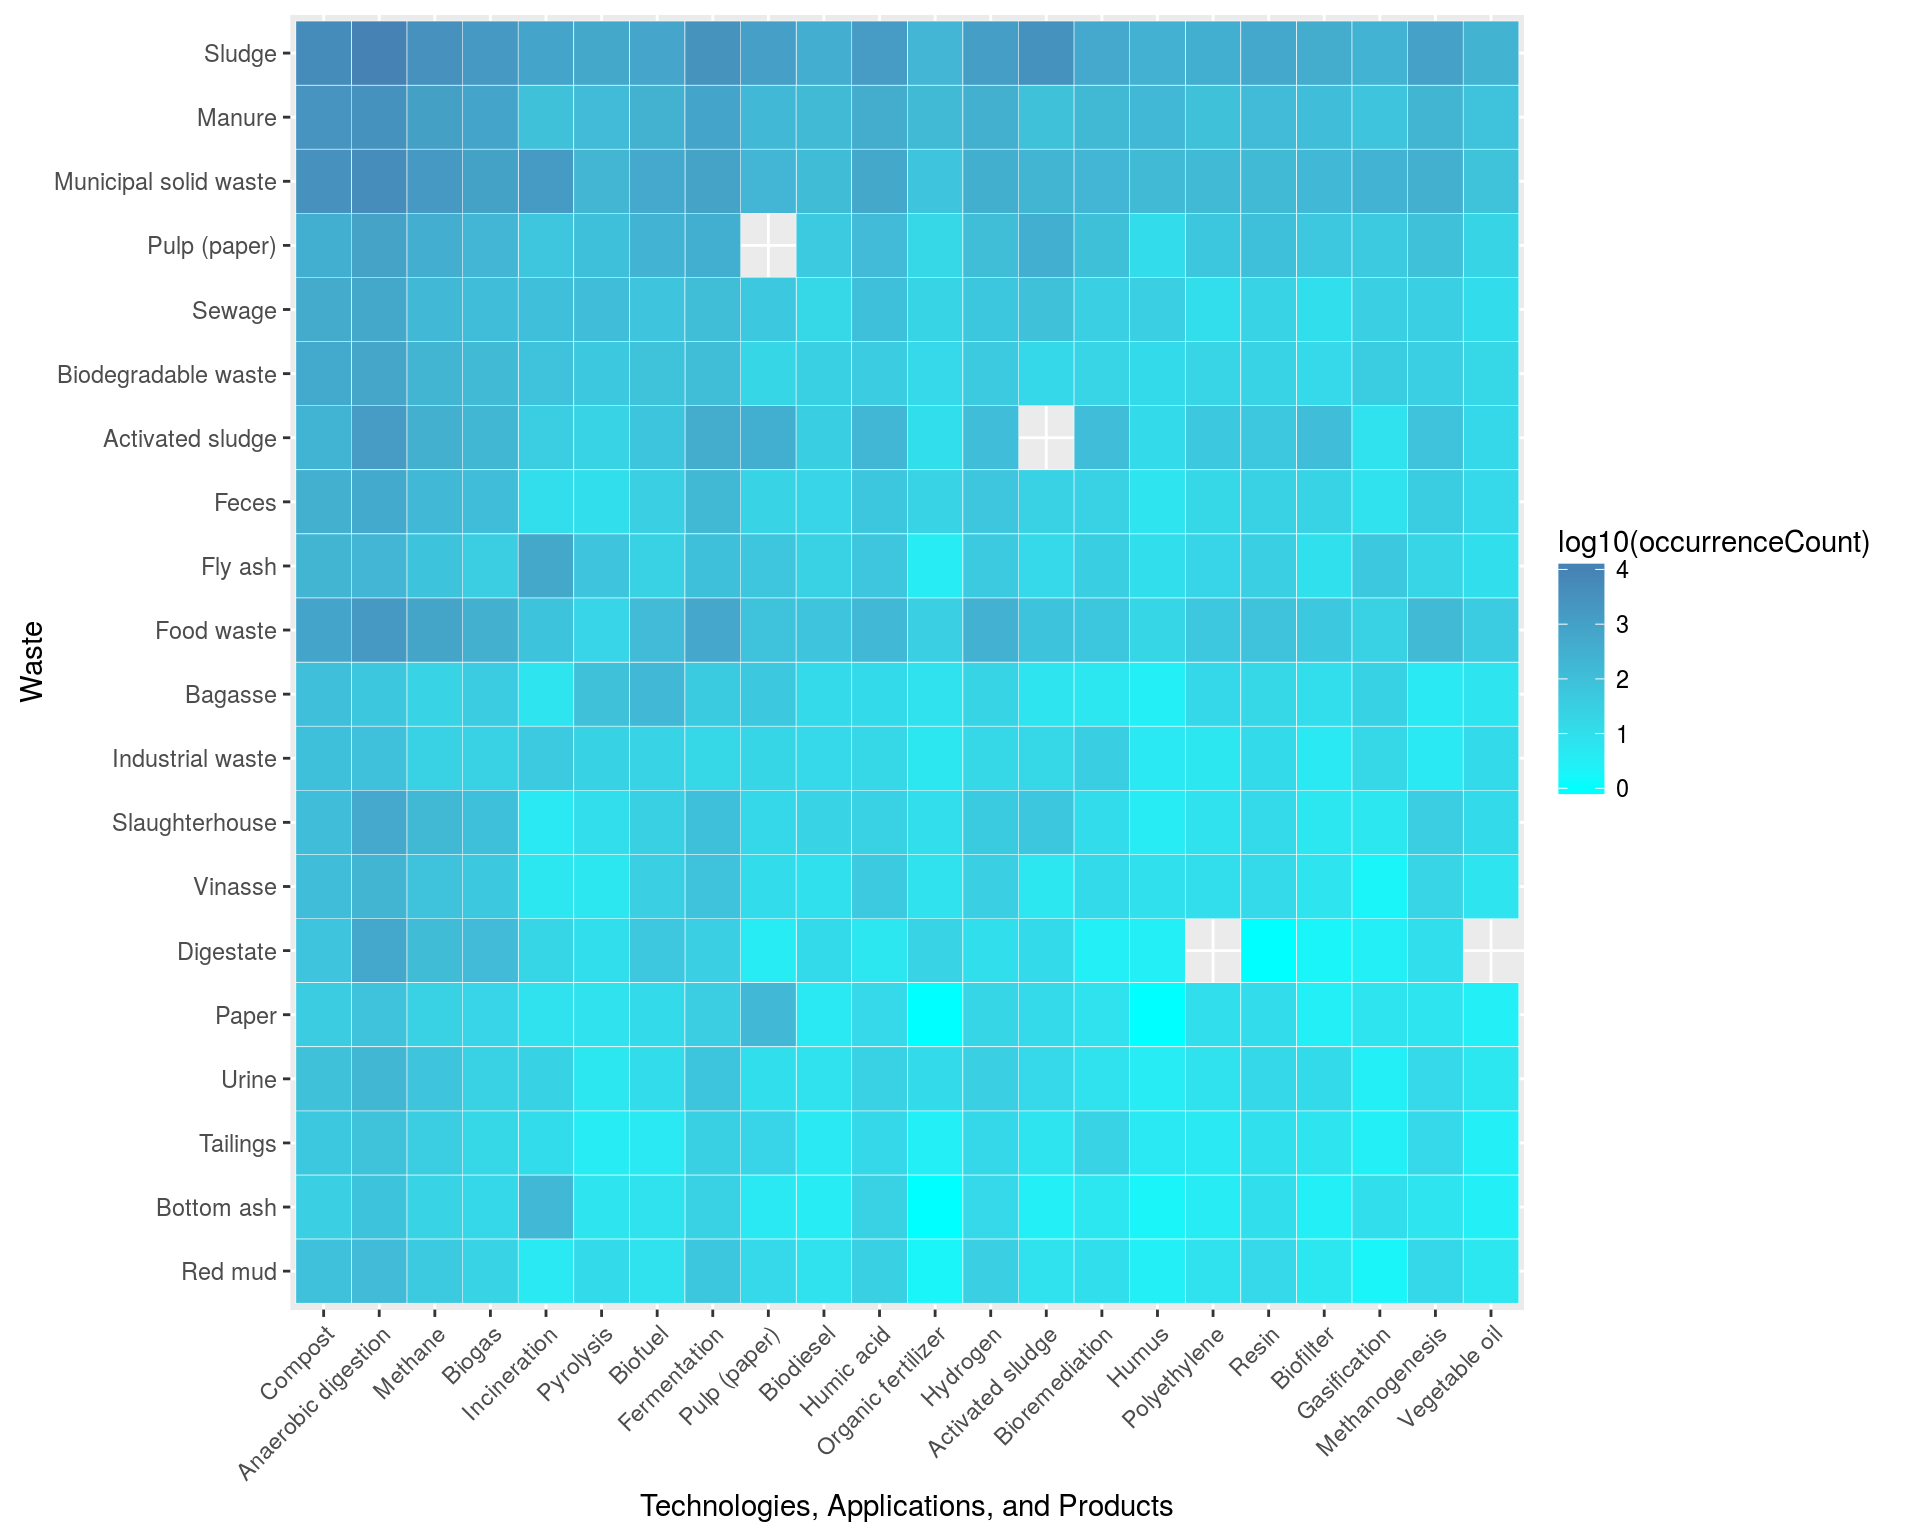 Sludge
Manure
Municipal solid waste
Pulp (paper)
Sewage
Biodegradable waste
Activated sludge
Feces
Fly ash
Food waste
Bagasse
Industrial waste
Slaughterhouse
Vinasse
Digestate
Paper
Urine
Tailings
Bottom ash
Red mud
Waste
Compost
Anaerobic digestion
Methane
Biogas
Incineration
Pyrolysis
Biofuel
Fermentation
Pulp (paper)
Biodiesel
Humic acid
Organic fertilizer
Hydrogen
Activated sludge
Bioremediation
Humus
Polyethylene
Resin
Biofilter
Gasification
Methanogenesis
Vegetable oil
Technologies, Applications, and Products
log10(occurrenceCount)
4
3
2
1
0